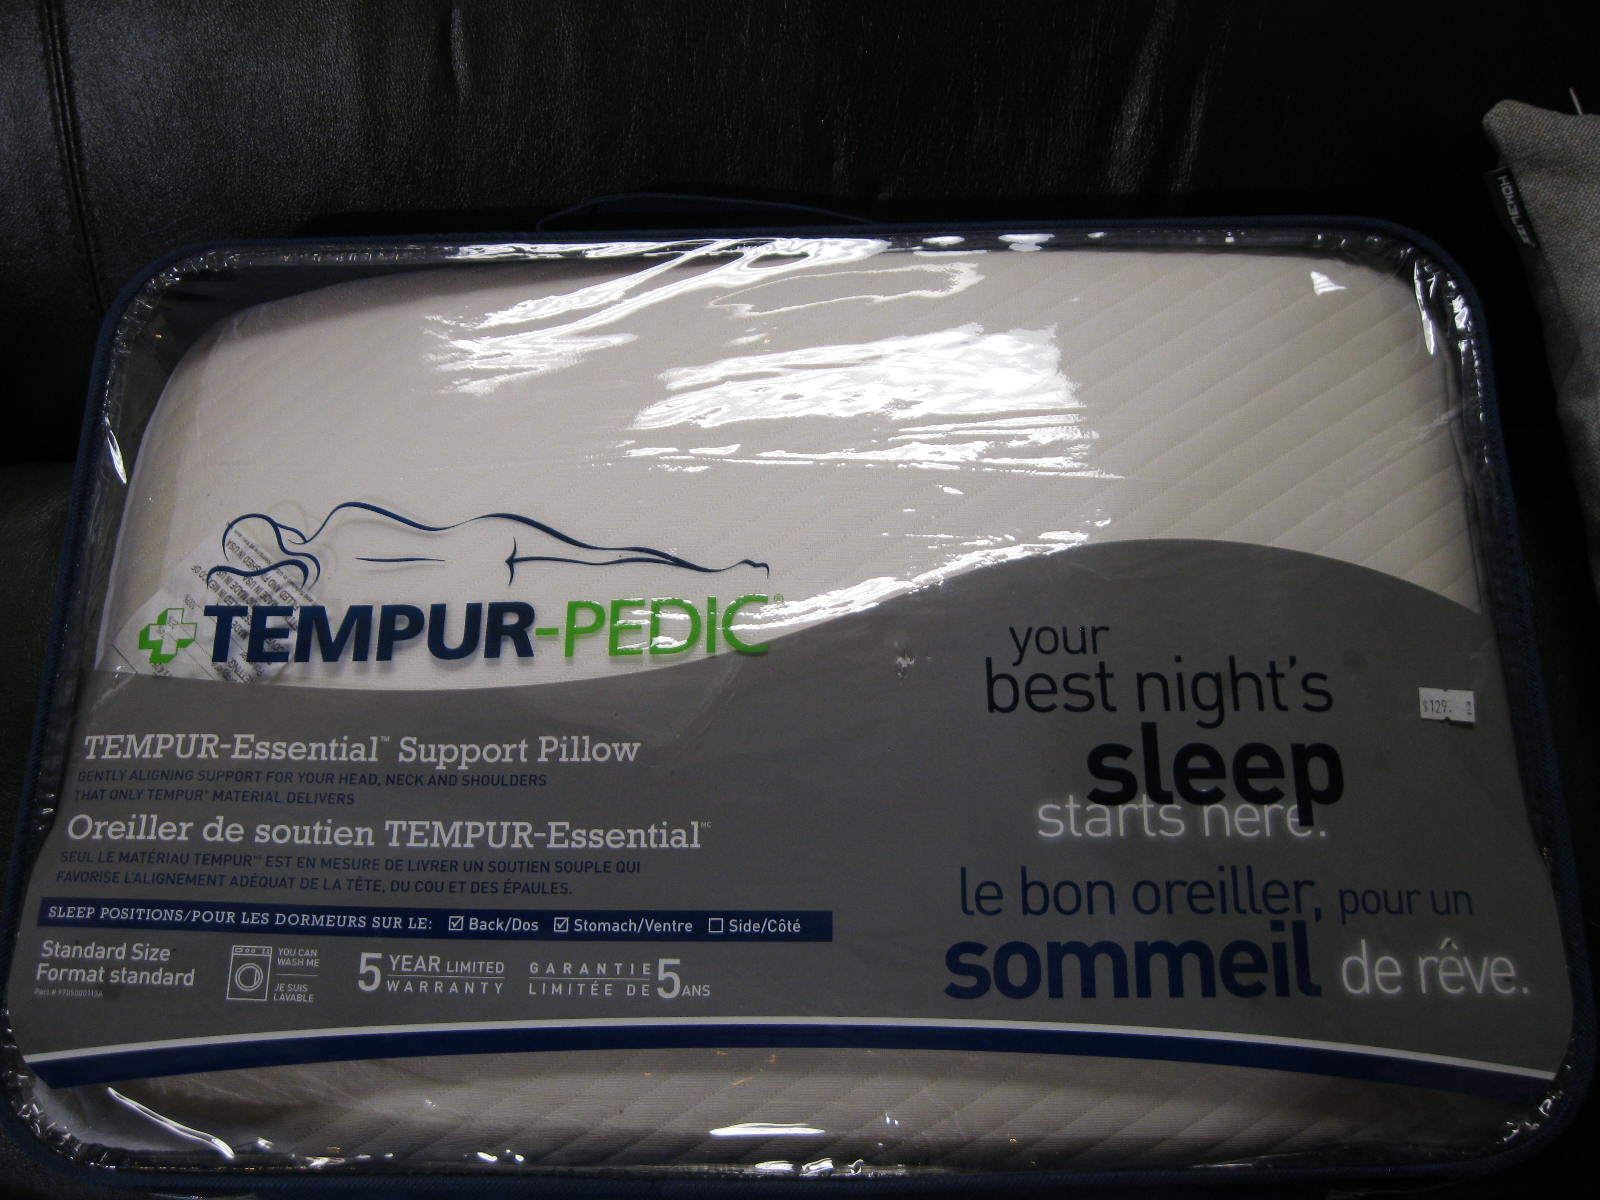 HOMEWEAR
TEMPUR-PEDIC®
your
best night's
sleep
starts here.
$129.
TEMPUR-Essential™ Support Pillow
GENTLY ALIGNING SUPPORT FOR YOUR HEAD, NECK AND SHOULDERS
THAT ONLY TEMPUR® MATERIAL DELIVERS
Oreiller de soutien TEMPUR-Essential MC
SEUL LE MATÉRIAU TEMPUR EST EN MESURE DE LIVRER UN SOUTIEN SOUPLE QUI
FAVORISE L'ALIGNEMENT ADÉQUAT DE LA TÊTE, DU COU ET DES ÉPAULES.
le bon oreiller, pour un
sommeil de rêve.
SLEEP POSITIONS/POUR LES DORMEURS SUR LE: ☑ Back/Dos ☑ Stomach/Ventre ☐ Side/Côté
Standard Size
Format standard
Part # 97050001134
YOU CAN
WASH ME
JE SUIS
LAVABLE
5 YEAR LIMITED
WARRANTY
GARANTIE
LIMITÉE DE 5 ANS